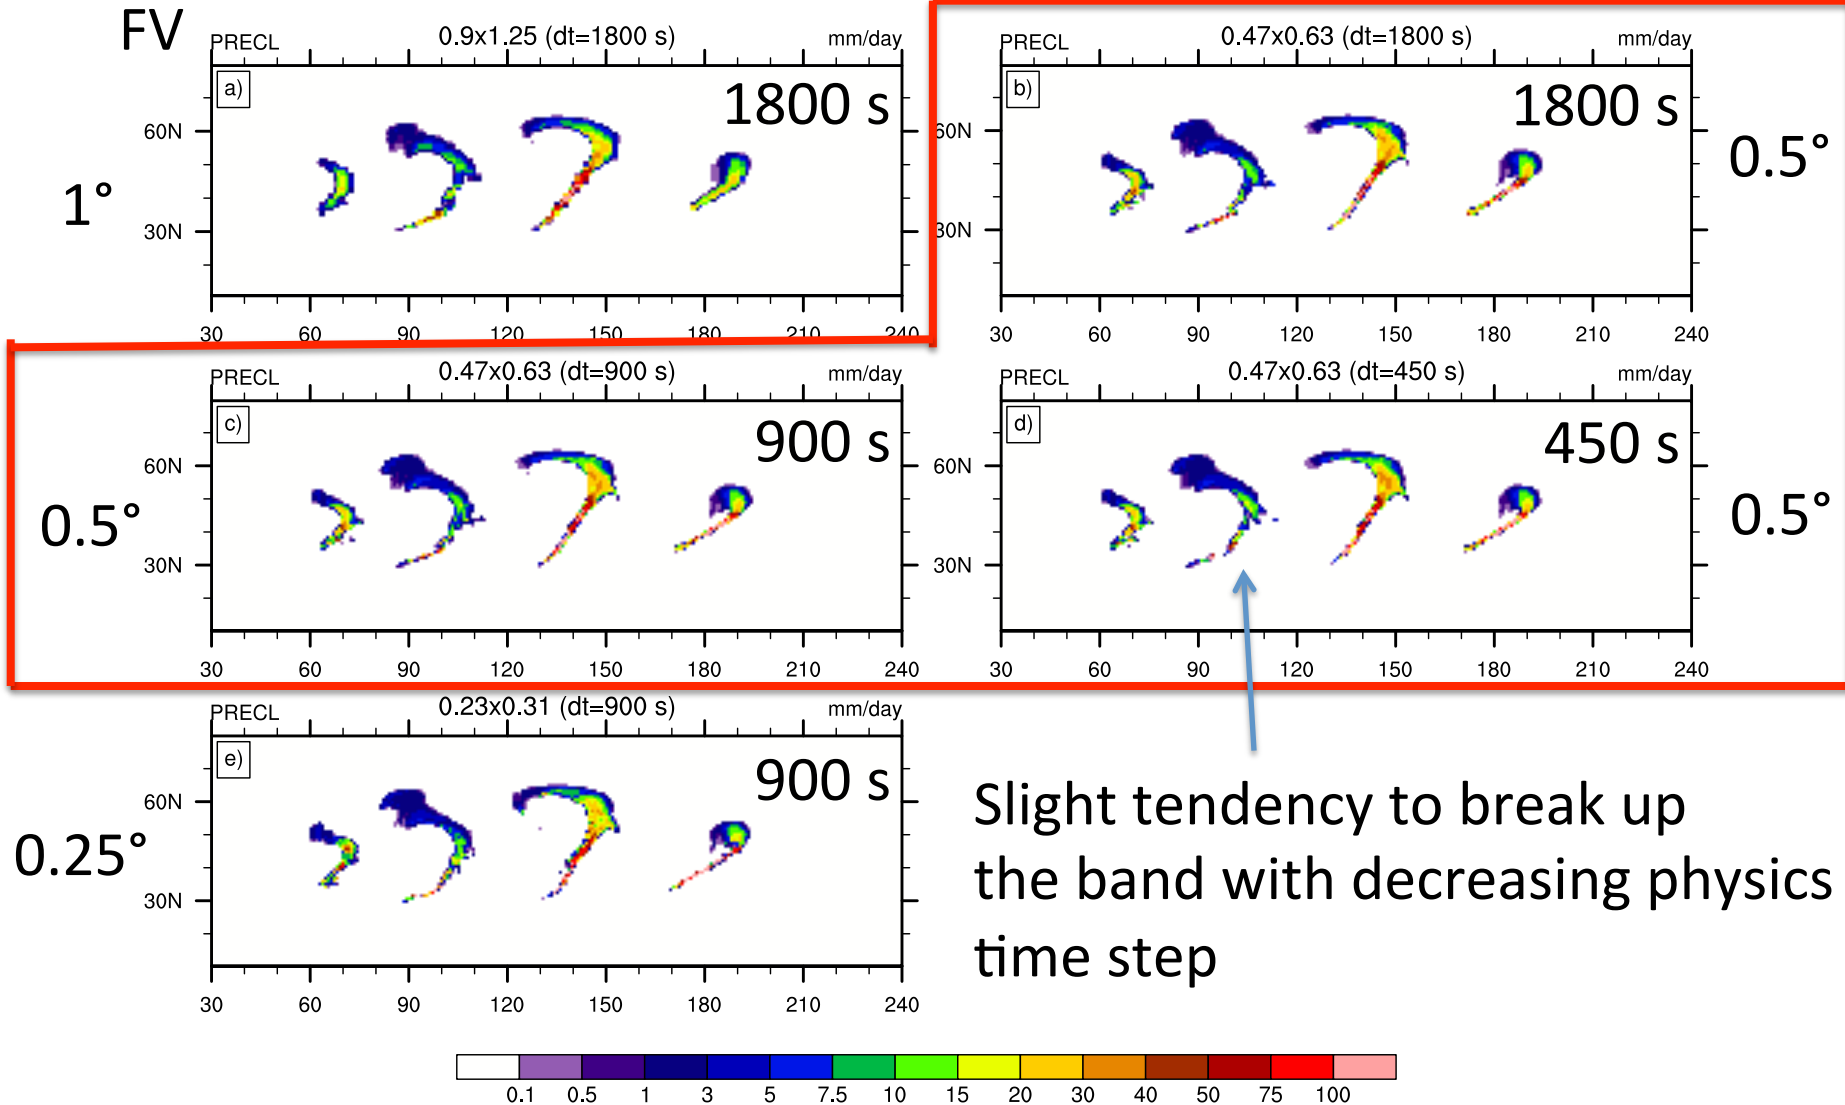 FV
PRECL 0.9x1.25 (dt=1800 s) mm/day
a)
1800 s
60N
30N
1°
30 60 90 120 150 180 210 240
PRECL 0.47x0.63 (dt=1800 s) mm/day
b)
1800 s
60N
30N
0.5°
30 60 90 120 150 180 210 240
PRECL 0.47x0.63 (dt=900 s) mm/day
c)
900 s
60N
30N
0.5°
30 60 90 120 150 180 210 240
PRECL 0.47x0.63 (dt=450 s) mm/day
d)
450 s
60N
30N
0.5°
30 60 90 120 150 180 210 240
PRECL 0.23x0.31 (dt=900 s) mm/day
e)
900 s
60N
30N
0.25°
30 60 90 120 150 180 210 240
Slight tendency to break up
the band with decreasing physics
time step
0.1 0.5 1 3 5 7.5 10 15 20 30 40 50 75 100